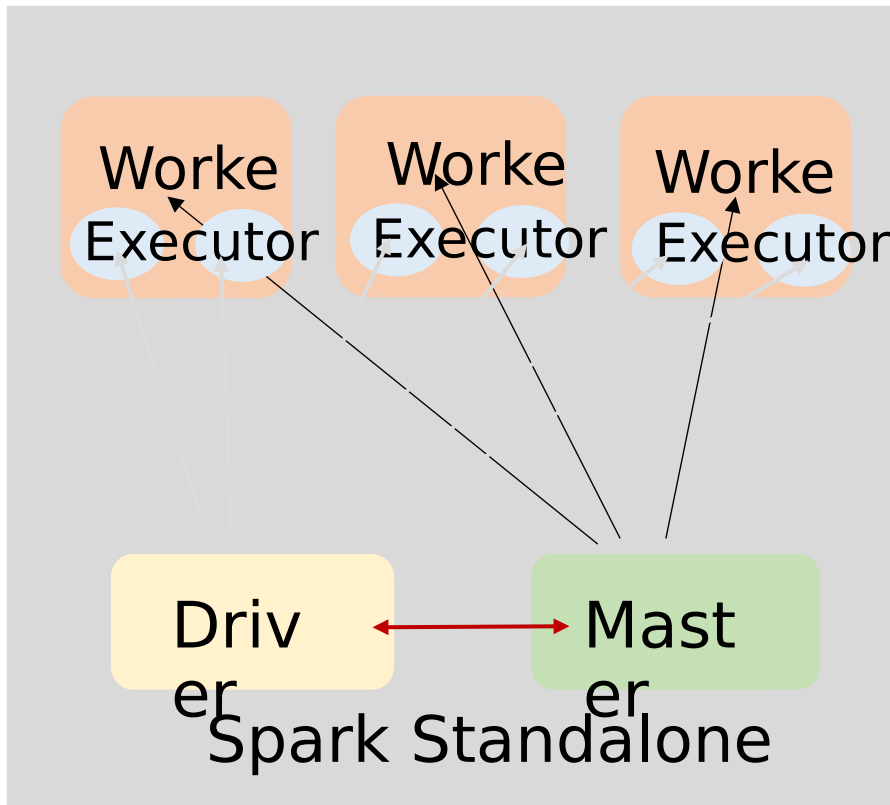 Worke
Worke
Worke
Executor
Executor
Executor
Driv
er
Mast
er
Spark Standalone